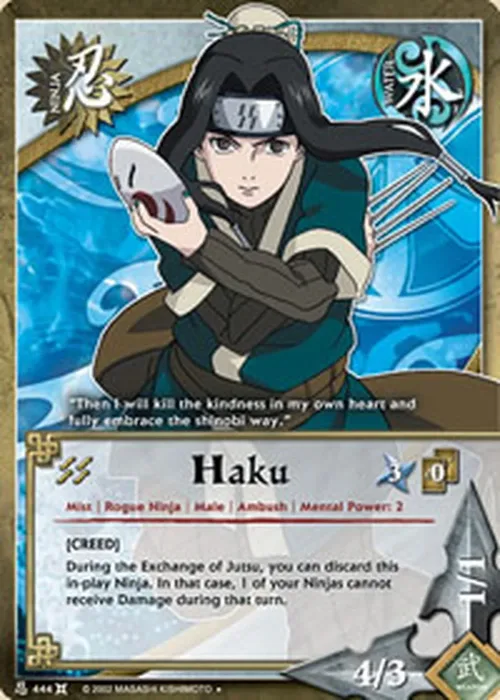 NINJA 忍
WATER 水
"Then I will kill the kindness in my own heart and
fully embrace the shinobi way."
Haku
3 0
Mist | Rogue Ninja | Male | Ambush | Mental Power: 2
[CREED]
During the Exchange of Jutsu, you can discard this
in-play Ninja. In that case, 1 of your Ninjas cannot
receive Damage during that turn.
1/1
4/3
武
444
© 2002 MASASHI KISHIMOTO